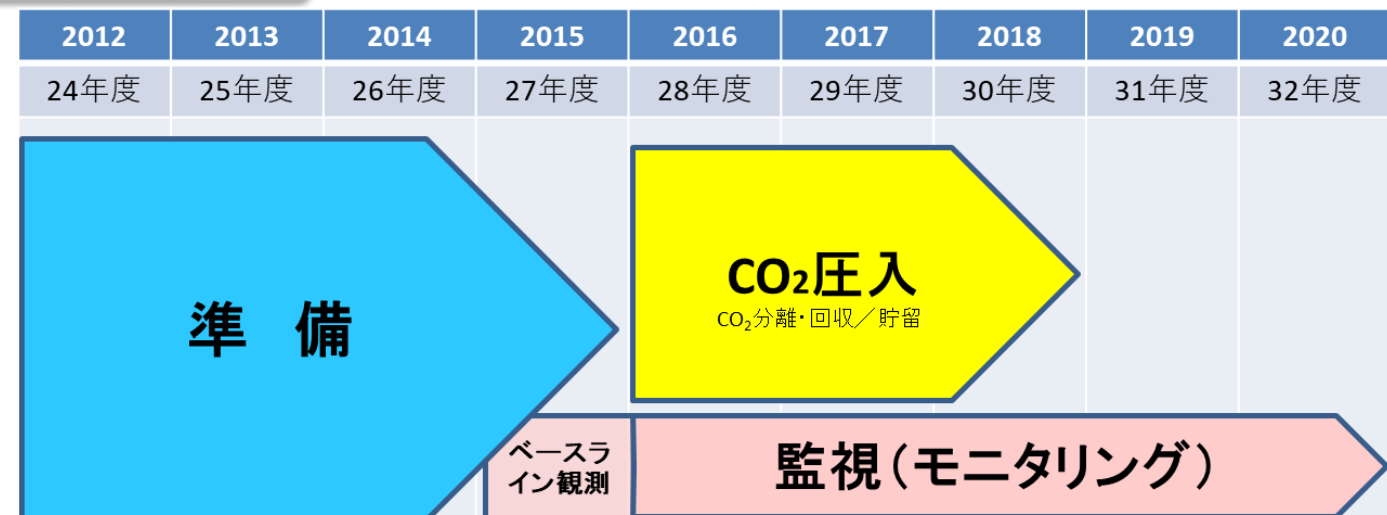 2012 2013 2014 2015 2016 2017 2018 2019 2020
24年度 25年度 26年度 27年度 28年度 29年度 30年度 31年度 32年度
準 備
CO₂圧入
CO₂分離・回収／貯留
ベースラ
イン観測
監視(モニタリング)